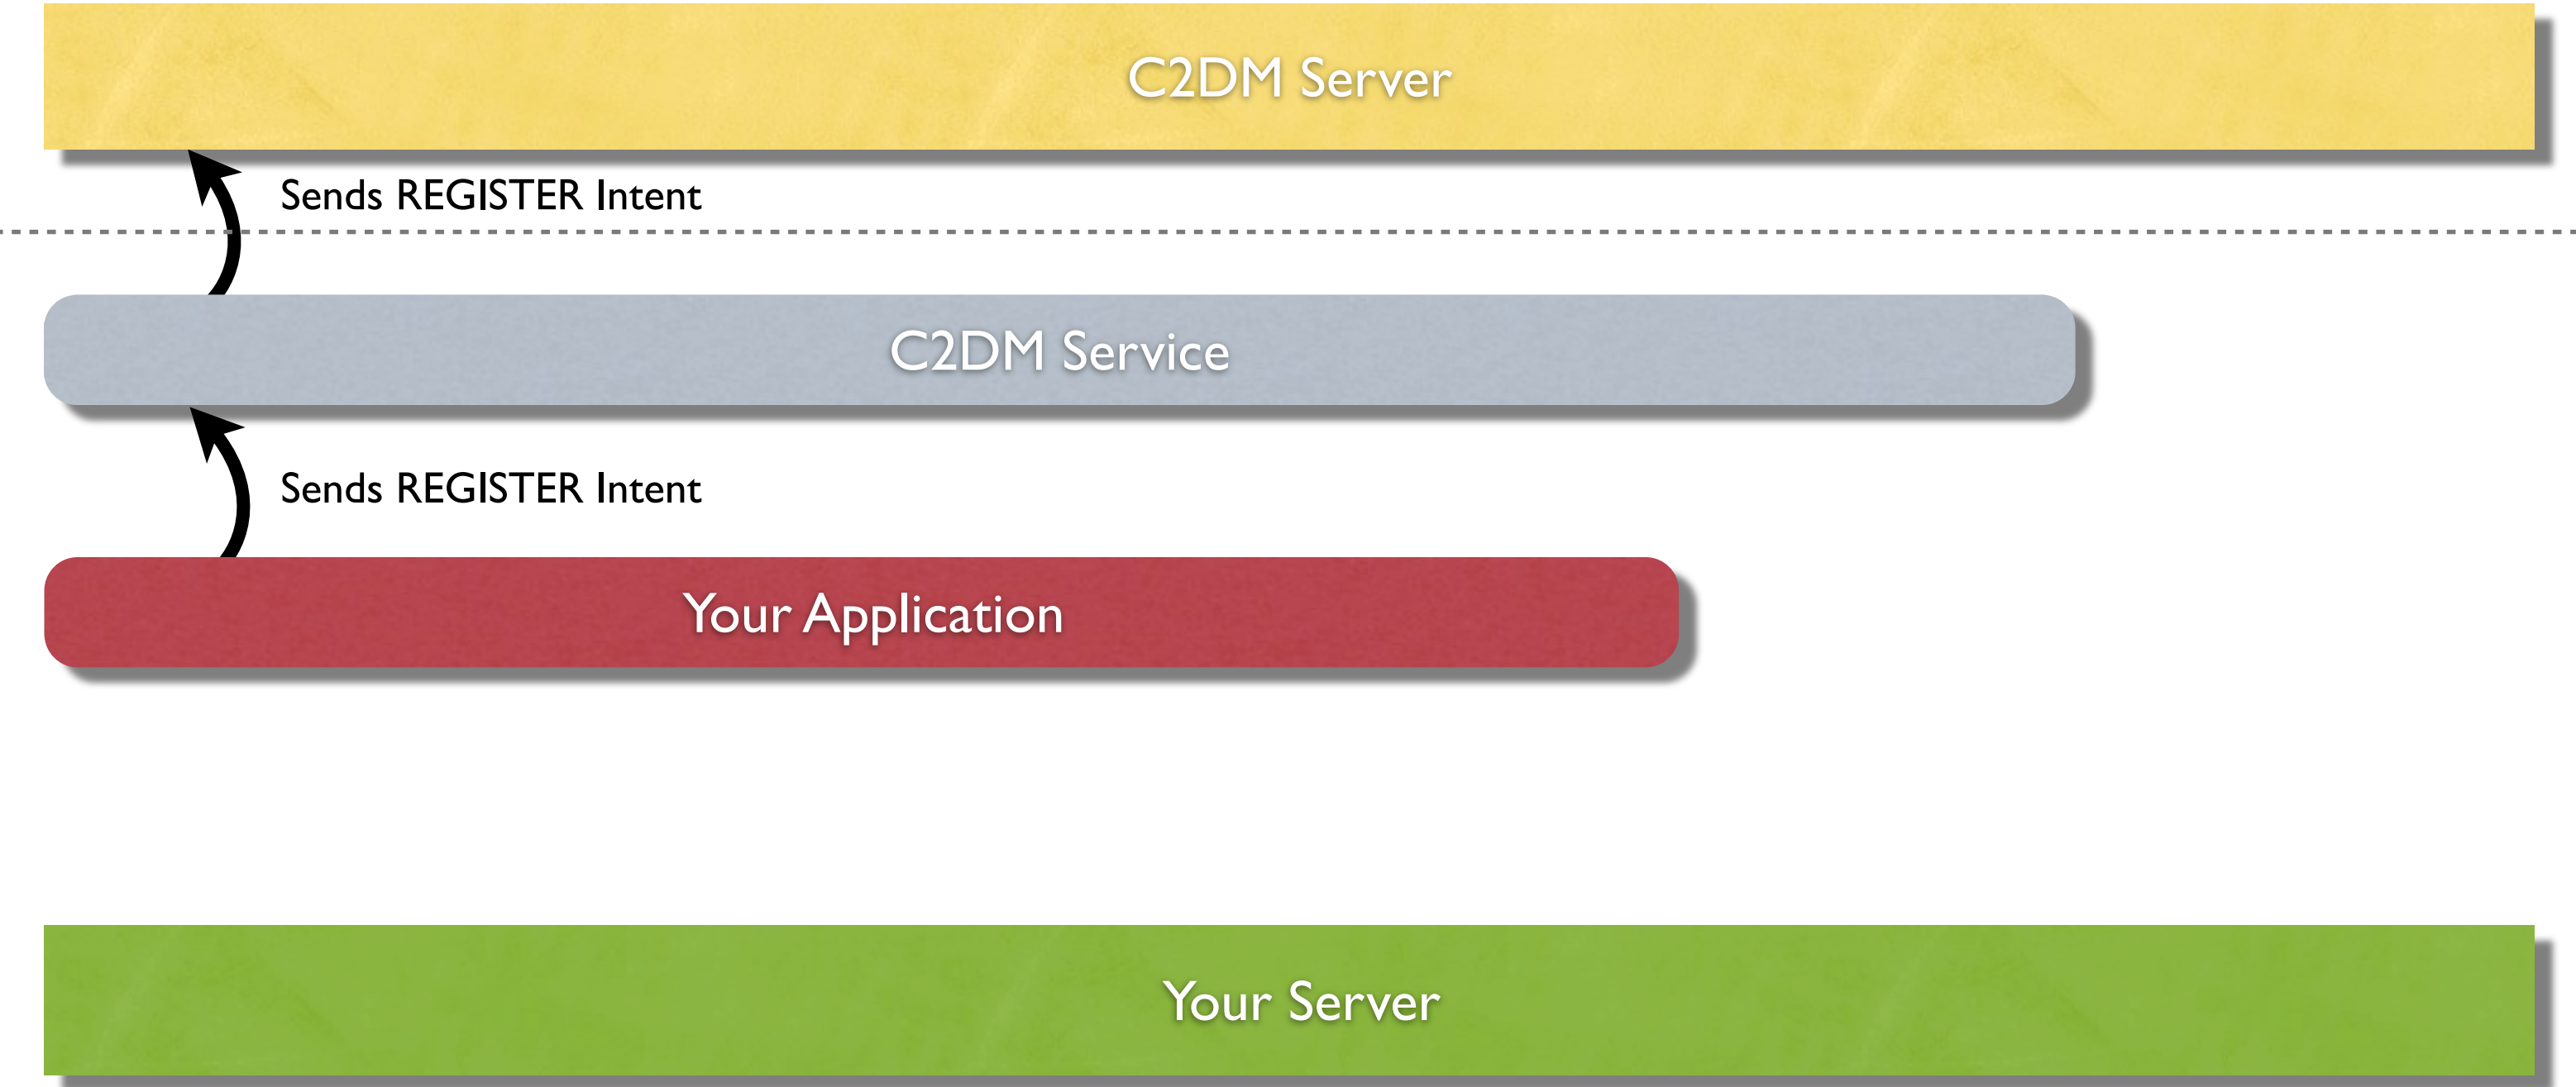 C2DM Server
Sends REGISTER Intent
C2DM Service
Sends REGISTER Intent
Your Application
Your Server